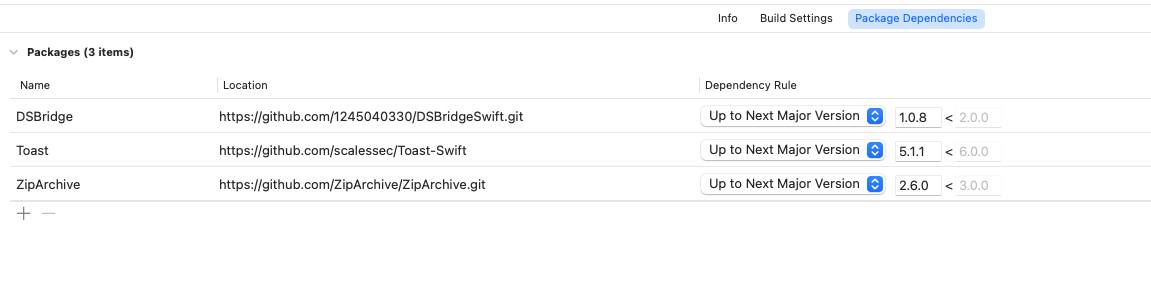 Info Build Settings Package Dependencies
Packages (3 items)
Name Location Dependency Rule
DSBridge https://github.com/1245040330/DSBridgeSwift.git Up to Next Major Version 1.0.8 < 2.0.0
Toast https://github.com/scalessec/Toast-Swift Up to Next Major Version 5.1.1 < 6.0.0
ZipArchive https://github.com/ZipArchive/ZipArchive.git Up to Next Major Version 2.6.0 < 3.0.0